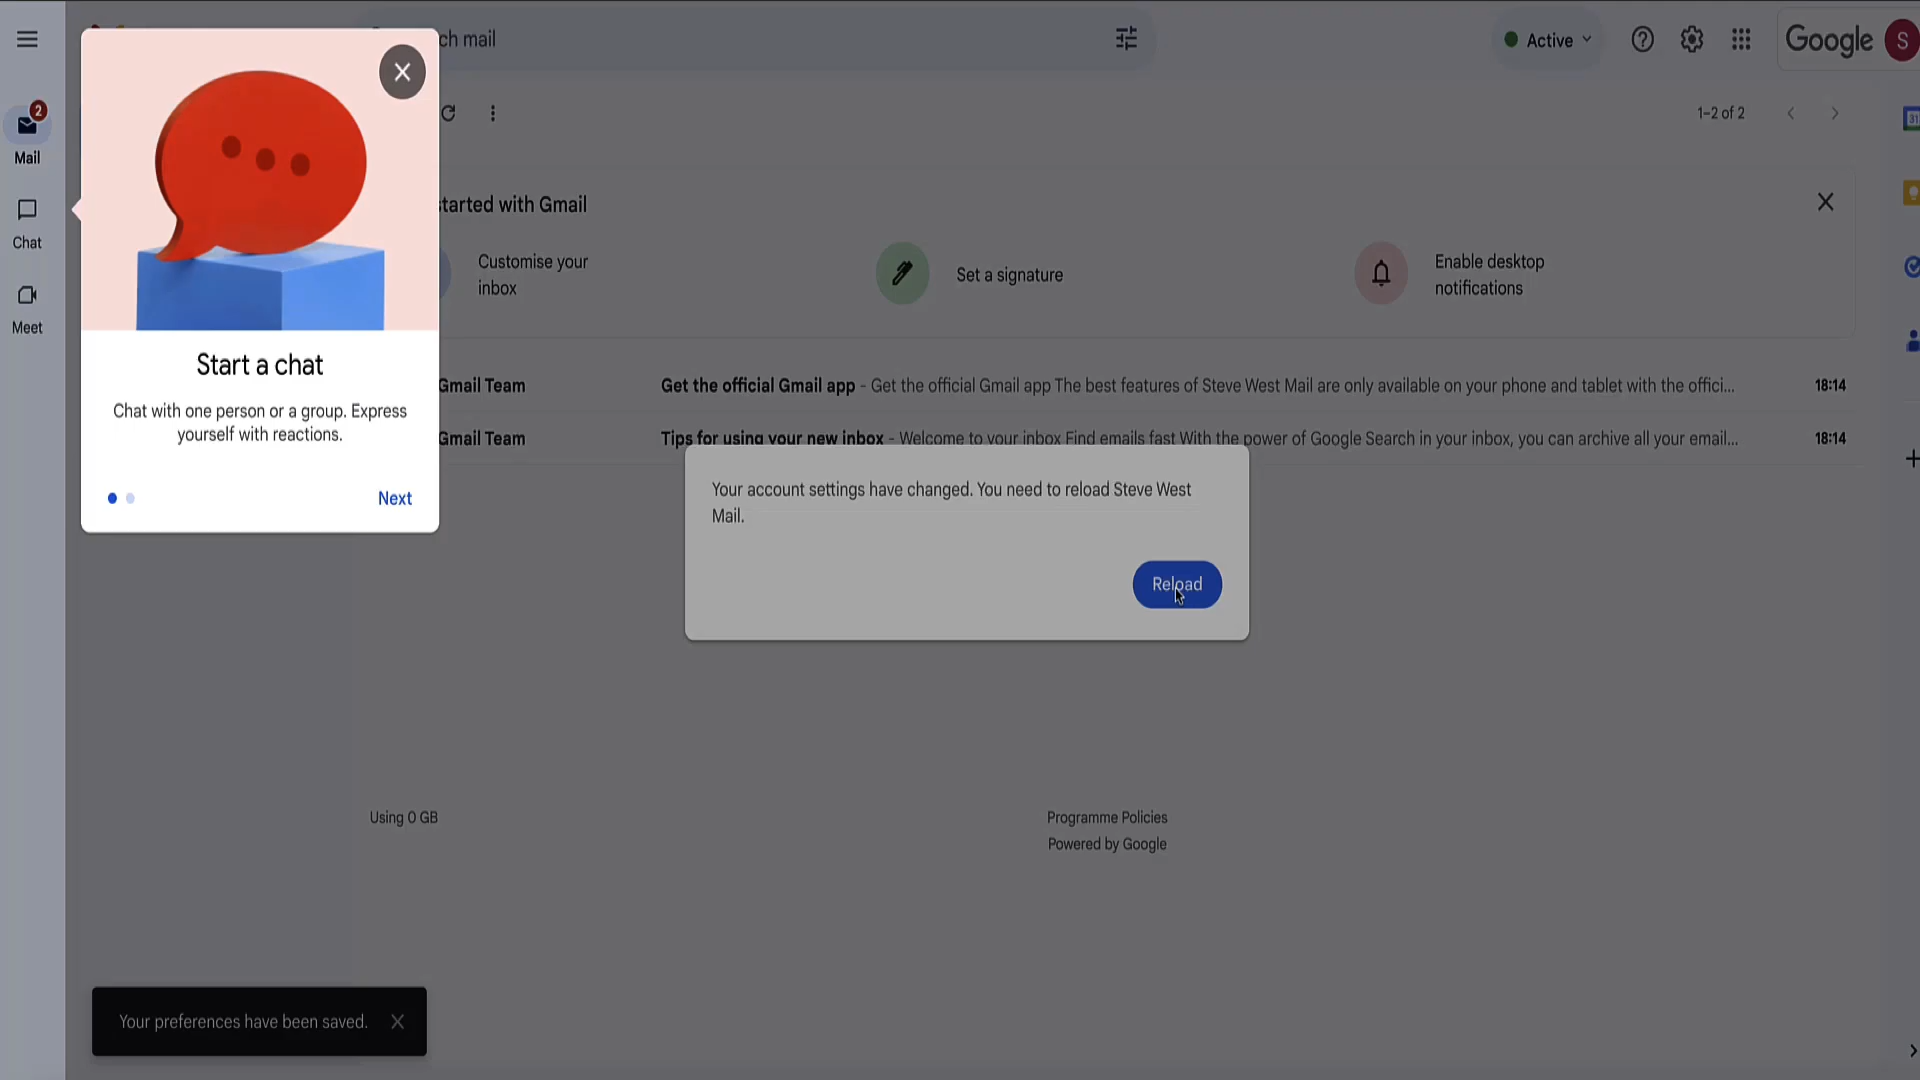 ch mail
Active
Google
S
2
Mail
Chat
Meet
1–2 of 2
31
tarted with Gmail
Customise your
inbox
Set a signature
Enable desktop
notifications
Start a chat
Chat with one person or a group. Express
yourself with reactions.
Next
Gmail Team Get the official Gmail app - Get the official Gmail app The best features of Steve West Mail are only available on your phone and tablet with the offici... 18:14
Gmail Team Tips for using your new inbox - Welcome to your inbox Find emails fast With the power of Google Search in your inbox, you can archive all your email... 18:14
Your account settings have changed. You need to reload Steve West
Mail.
Reload
Using 0 GB
Programme Policies
Powered by Google
Your preferences have been saved.